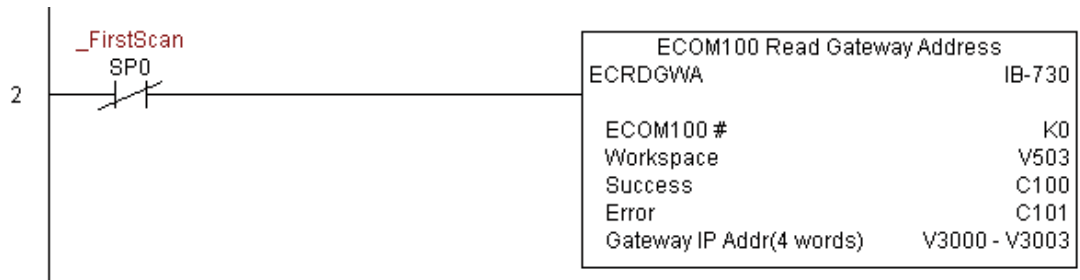 _FirstScan
SP0
2
ECOM100 Read Gateway Address
ECRDGWA IB-730
ECOM100 # K0
Workspace V503
Success C100
Error C101
Gateway IP Addr(4 words) V3000 - V3003